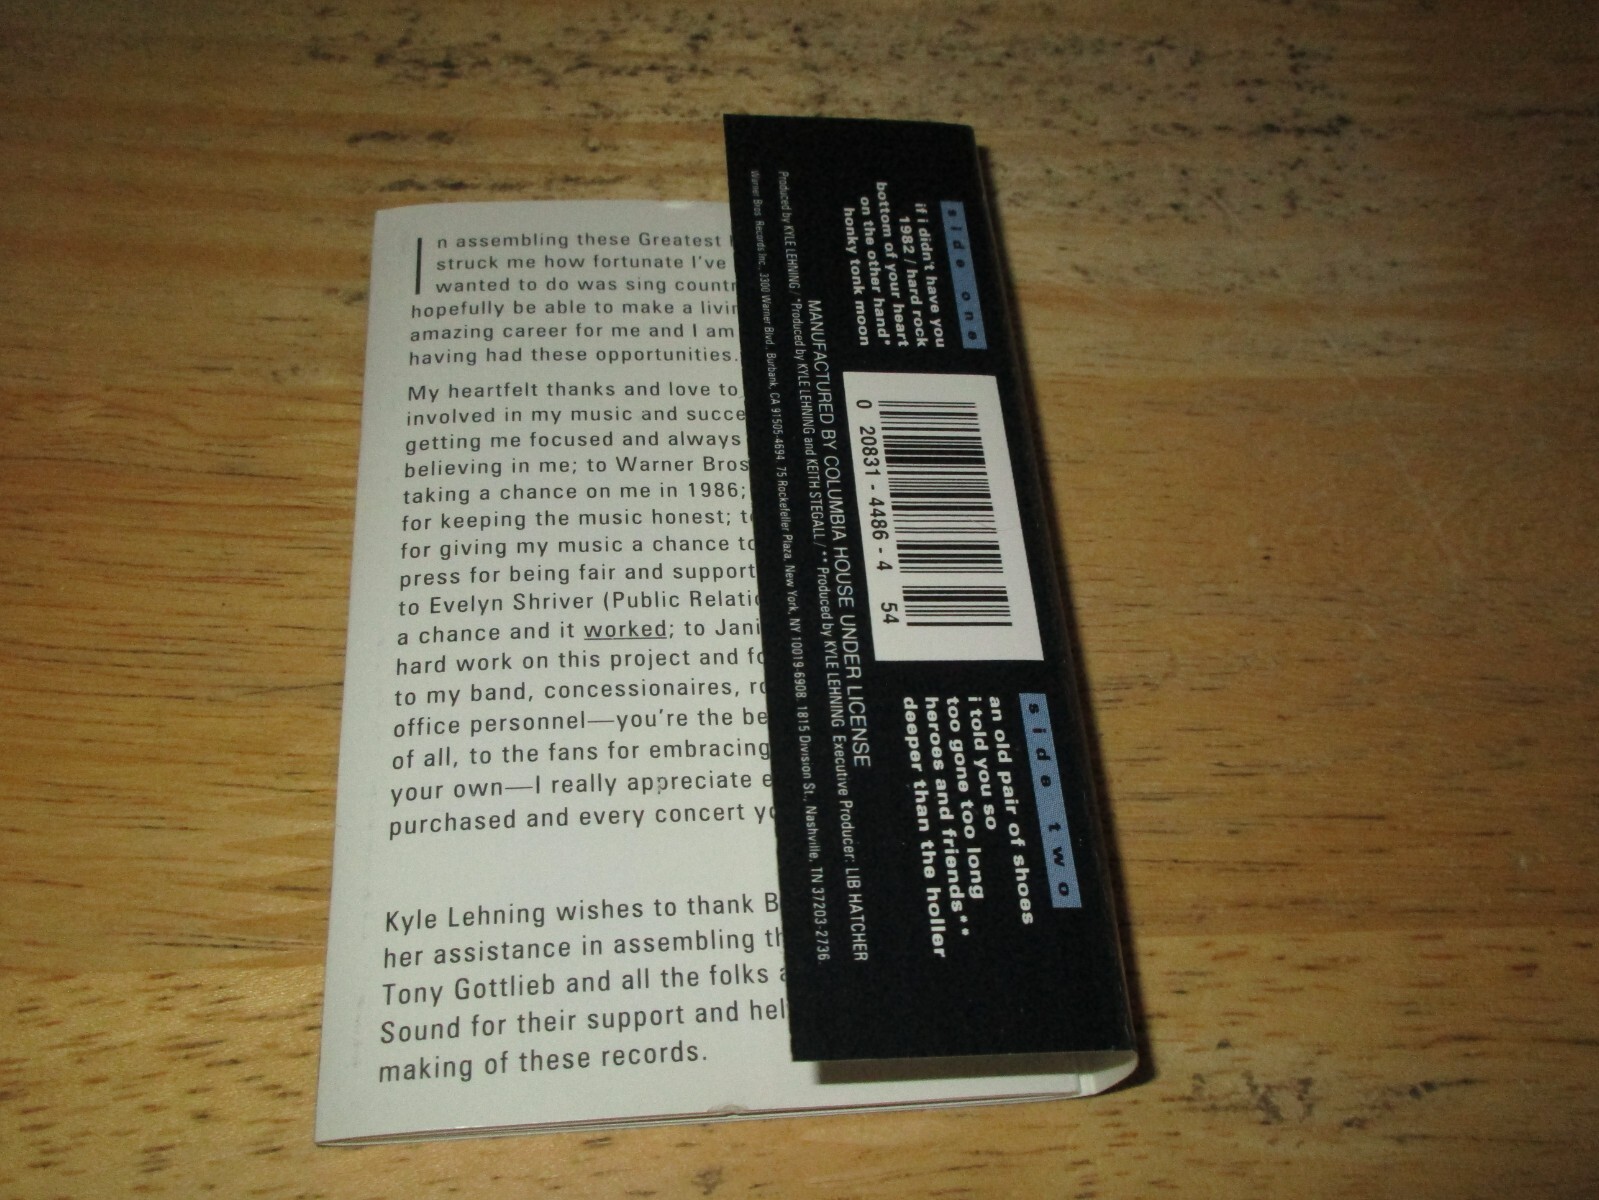 In assembling these Greatest
struck me how fortunate I've
wanted to do was sing
hopefully be able to make a
amazing career for me and I am
having had these opportunities.
My heartfelt thanks and love to
involved in my music and
getting me focused and always
believing in me; to Warner Bros
taking a chance on me in 1986;
for keeping the music honest;
for giving my music a chance
press for being fair and
to Evelyn Shriver (Public
a chance and it worked; to
hard work on this project and
to my band, concessionaires,
office personnel—you're the
of all, to the fans for embracing
your own—I really appreciate
purchased and every concert
Kyle Lehning wishes to thank
her assistance in assembling
Tony Gottlieb and all the folks
Sound for their support and
making of these records.
side one
if i didn't have you
1982 / hard rock
bottom of your heart
on the other hand*
honky tonk moon
0 20831-4486-4 54
side two
an old pair of shoes
i told you so
too gone too long
heroes and friends**
deeper than the holler
MANUFACTURED BY COLUMBIA HOUSE UNDER LICENSE
Produced by KYLE LEHNING / *Produced by KYLE LEHNING and KEITH STEGALL / ** Produced by KYLE LEHNING Executive Producer: LIB HATCHER
Warner Bros. Records Inc., 3300 Warner Blvd., Burbank, CA 91505-4694. 75 Rockefeller Plaza, New York, NY 10019-6908. 1815 Division St., Nashville, TN 37203-2736.